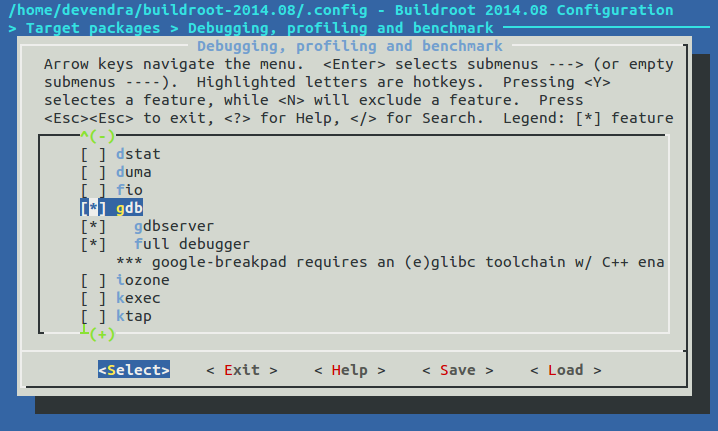 /home/devendra/buildroot-2014.08/.config - Buildroot 2014.08 Configuration
> Target packages > Debugging, profiling and benchmark
Debugging, profiling and benchmark
Arrow keys navigate the menu.  <Enter> selects submenus ---> (or empty
submenus ----).  Highlighted letters are hotkeys.  Pressing <Y>
selectes a feature, while <N> will exclude a feature.  Press
<Esc><Esc> to exit, <?> for Help, </> for Search.  Legend: [*] feature
^(-)
[ ] dstat
[ ] duma
[ ] fio
[*] gdb
[*]   gdbserver
[*]   full debugger
*** google-breakpad requires an (e)glibc toolchain w/ C++ ena
[ ] iozone
[ ] kexec
[ ] ktap
┴(+)
<Select>    < Exit >    < Help >    < Save >    < Load >